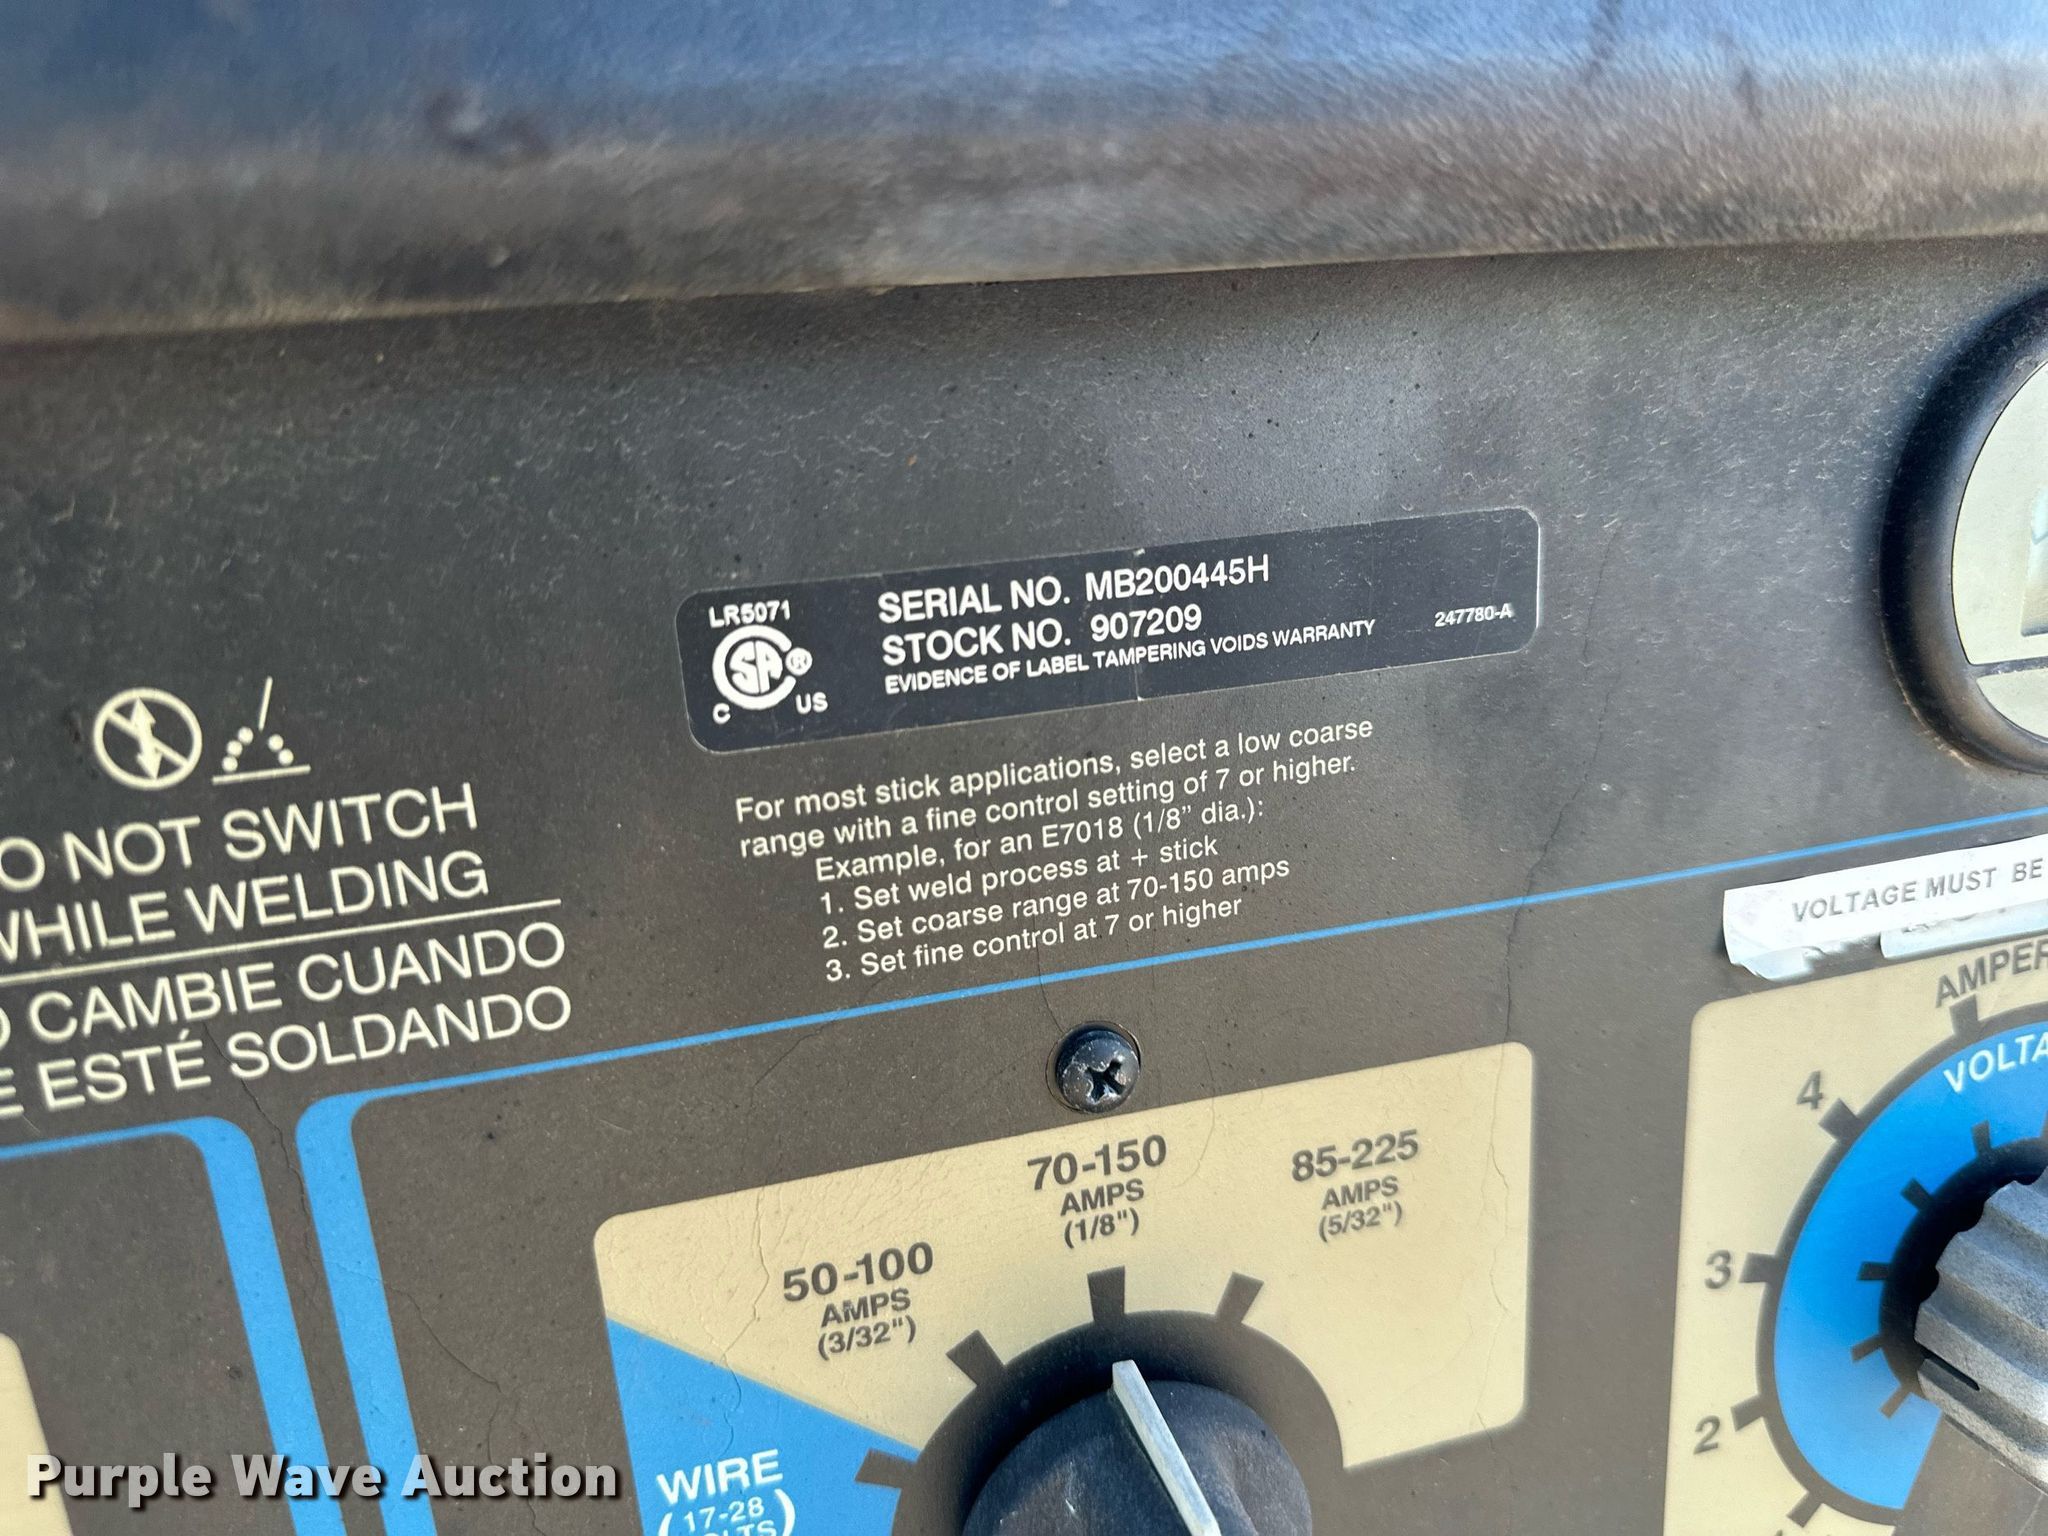 LR5071
SERIAL NO. MB200445H
STOCK NO. 907209
EVIDENCE OF LABEL TAMPERING VOIDS WARRANTY
247780-A
C SA ® US
For most stick applications, select a low coarse
range with a fine control setting of 7 or higher.
Example, for an E7018 (1/8" dia.):
1. Set weld process at + stick
2. Set coarse range at 70-150 amps
3. Set fine control at 7 or higher
O NOT SWITCH
WHILE WELDING
O CAMBIE CUANDO
E ESTÉ SOLDANDO
VOLTAGE MUST BE
50-100
AMPS
(3/32")
70-150
AMPS
(1/8")
85-225
AMPS
(5/32")
WIRE
(17-28
AMPER
VOLTA
4
3
2
Purple Wave Auction